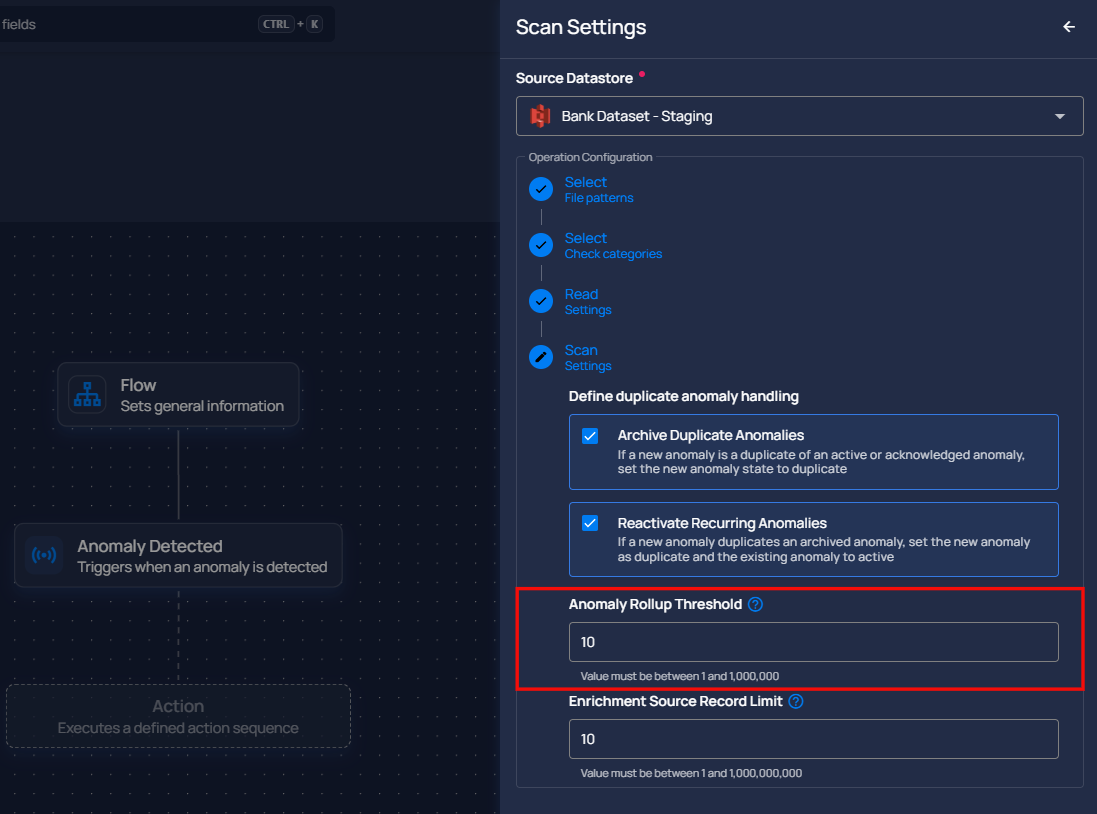 fields
CTRL + K
Scan Settings
Source Datastore
Bank Dataset - Staging
Operation Configuration
Select
File patterns
Select
Check categories
Read
Settings
Scan
Settings
Define duplicate anomaly handling
Archive Duplicate Anomalies
If a new anomaly is a duplicate of an active or acknowledged anomaly,
set the new anomaly state to duplicate
Reactivate Recurring Anomalies
If a new anomaly duplicates an archived anomaly, set the new anomaly
as duplicate and the existing anomaly to active
Anomaly Rollup Threshold ?
10
Value must be between 1 and 1,000,000
Enrichment Source Record Limit ?
10
Value must be between 1 and 1,000,000,000
Flow
Sets general information
Anomaly Detected
Triggers when an anomaly is detected
Action
Executes a defined action sequence